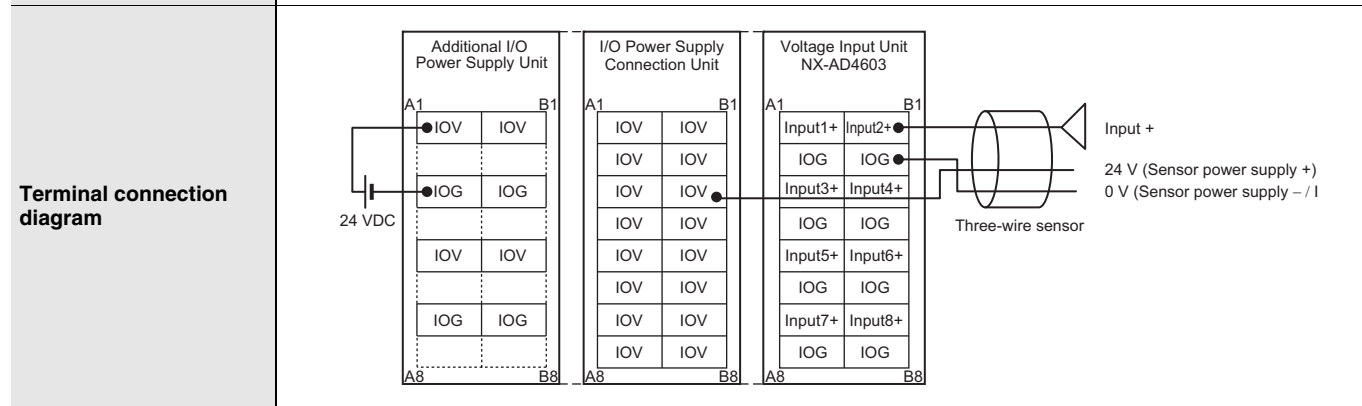 Terminal connection
diagram
Additional I/O
Power Supply Unit
A1 B1
IOV IOV
IOG IOG
IOV IOV
IOG IOG
A8 B8
24 VDC
I/O Power Supply
Connection Unit
A1 B1
IOV IOV
IOV IOV
IOV IOV
IOV IOV
IOV IOV
IOV IOV
IOV IOV
IOV IOV
A8 B8
Voltage Input Unit
NX-AD4603
A1 B1
Input1+ Input2+
IOG IOG
Input3+ Input4+
IOG IOG
Input5+ Input6+
IOG IOG
Input7+ Input8+
IOG IOG
A8 B8
Input +
24 V (Sensor power supply +)
0 V (Sensor power supply − / I
Three-wire sensor